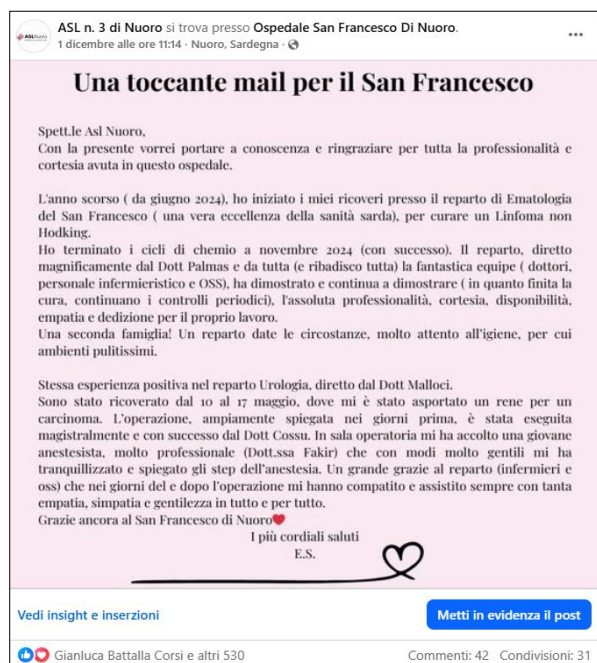 ASLNuoro
ASL n. 3 di Nuoro si trova presso Ospedale San Francesco Di Nuoro.
1 dicembre alle ore 11:14 · Nuoro, Sardegna ·
Una toccante mail per il San Francesco
Spett.le Asl Nuoro,
Con la presente vorrei portare a conoscenza e ringraziare per tutta la professionalità e
cortesia avuta in questo ospedale.
L'anno scorso ( da giugno 2024), ho iniziato i miei ricoveri presso il reparto di Ematologia
del San Francesco ( una vera eccellenza della sanità sarda), per curare un Linfoma non
Hodking.
Ho terminato i cicli di chemio a novembre 2024 (con successo). Il reparto, diretto
magnificamente dal Dott Palmas e da tutta (e ribadisco tutta) la fantastica equipe ( dottori,
personale infermieristico e OSS), ha dimostrato e continua a dimostrare ( in quanto finita la
cura, continuano i controlli periodici), l'assoluta professionalità, cortesia, disponibilità,
empatia e dedizione per il proprio lavoro.
Una seconda famiglia! Un reparto date le circostanze, molto attento all'igiene, per cui
ambienti pulitissimi.
Stessa esperienza positiva nel reparto Urologia, diretto dal Dott Malloci.
Sono stato ricoverato dal 10 al 17 maggio, dove mi è stato asportato un rene per un
carcinoma. L'operazione, ampiamente spiegata nei giorni prima, è stata eseguita
magistralmente e con successo dal Dott Cossu. In sala operatoria mi ha accolto una giovane
anestesista, molto professionale (Dott.ssa Fakir) che con modi molto gentili mi ha
tranquillizzato e spiegato gli step dell'anestesia. Un grande grazie al reparto (infermieri e
oss) che nei giorni del e dopo l'operazione mi hanno compatito e assistito sempre con tanta
empatia, simpatia e gentilezza in tutto e per tutto.
Grazie ancora al San Francesco di Nuoro❤️
I più cordiali saluti
E.S.
Vedi insight e inserzioni
Metti in evidenza il post
Gianluca Battalla Corsi e altri 530
Commenti: 42 Condivisioni: 31